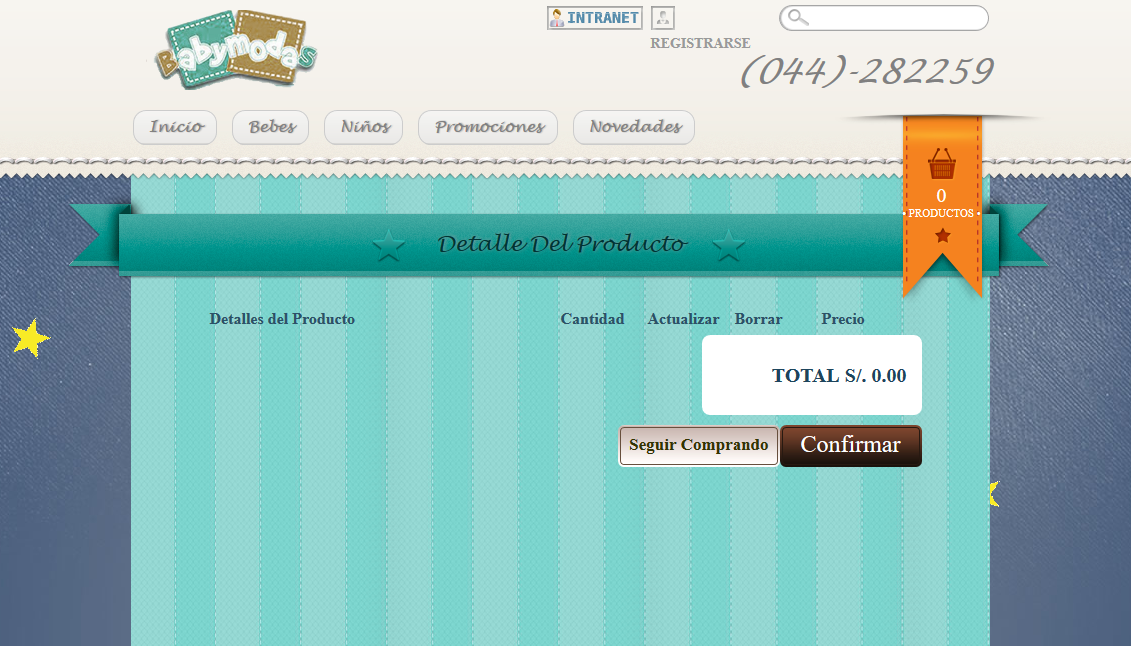 Babymodas
INTRANET
REGISTRARSE
(044)-282259
Inicio Bebes Niños Promociones Novedades
0
PRODUCTOS
Detalle Del Producto
Detalles del Producto Cantidad Actualizar Borrar Precio
TOTAL S/. 0.00
Seguir Comprando Confirmar